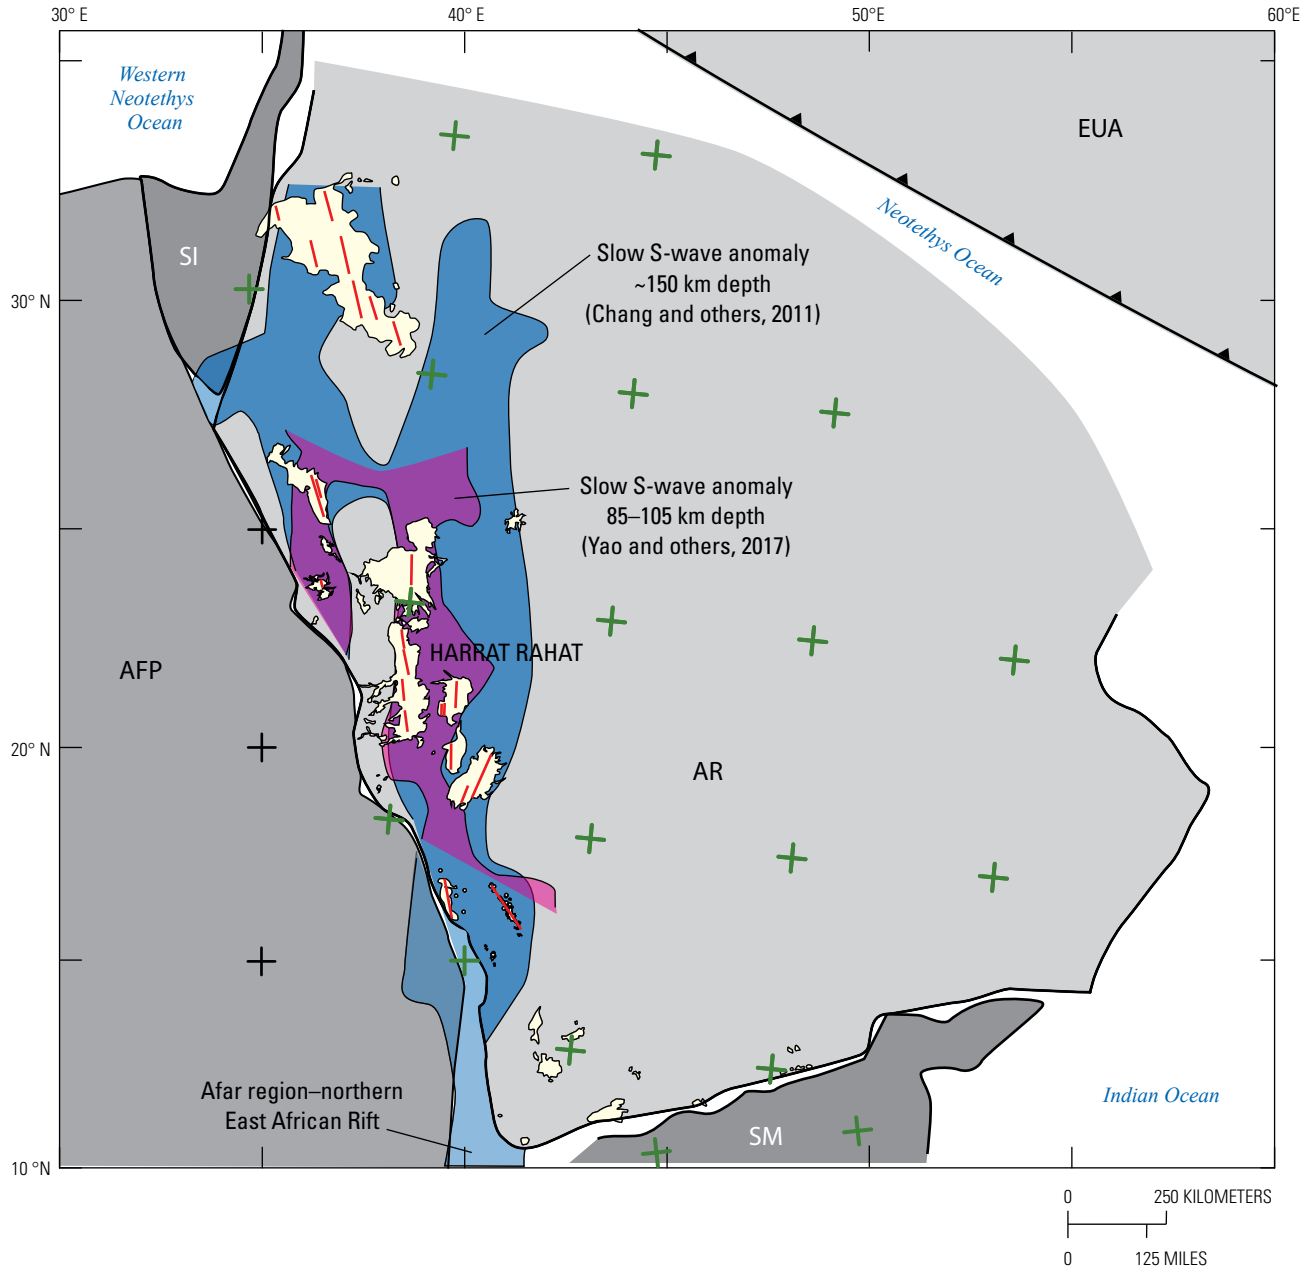 30° E
40° E
50° E
60° E
Western
Neotethys
Ocean
EUA
Neotethys Ocean
SI
Slow S-wave anomaly
~150 km depth
(Chang and others, 2011)
30° N
Slow S-wave anomaly
85–105 km depth
(Yao and others, 2017)
HARRAT RAHAT
AFP
20° N
AR
Afar region–northern
East African Rift
Indian Ocean
SM
10 °N
0 250 KILOMETERS
0 125 MILES